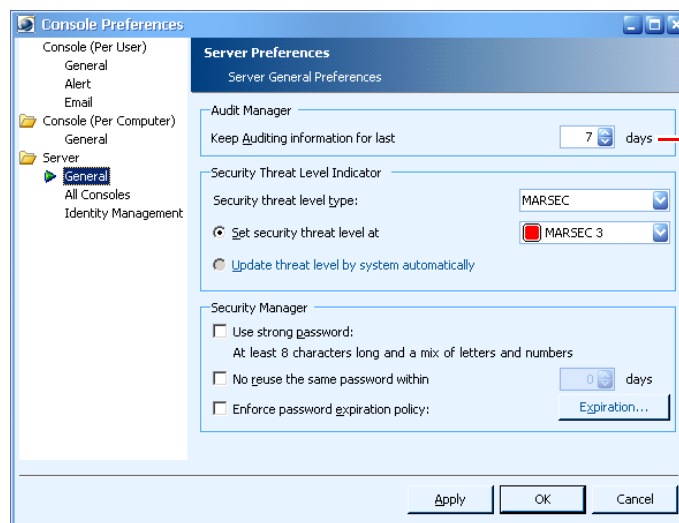 Console Preferences
Console (Per User)
General
Alert
Email
Console (Per Computer)
General
Server
General
All Consoles
Identity Management
Server Preferences
Server General Preferences
Audit Manager
Keep Auditing information for last 7 days
Security Threat Level Indicator
Security threat level type: MARSEC
Set security threat level at MARSEC 3
Update threat level by system automatically
Security Manager
Use strong password:
At least 8 characters long and a mix of letters and numbers
No reuse the same password within 0 days
Enforce password expiration policy: Expiration...
Apply OK Cancel